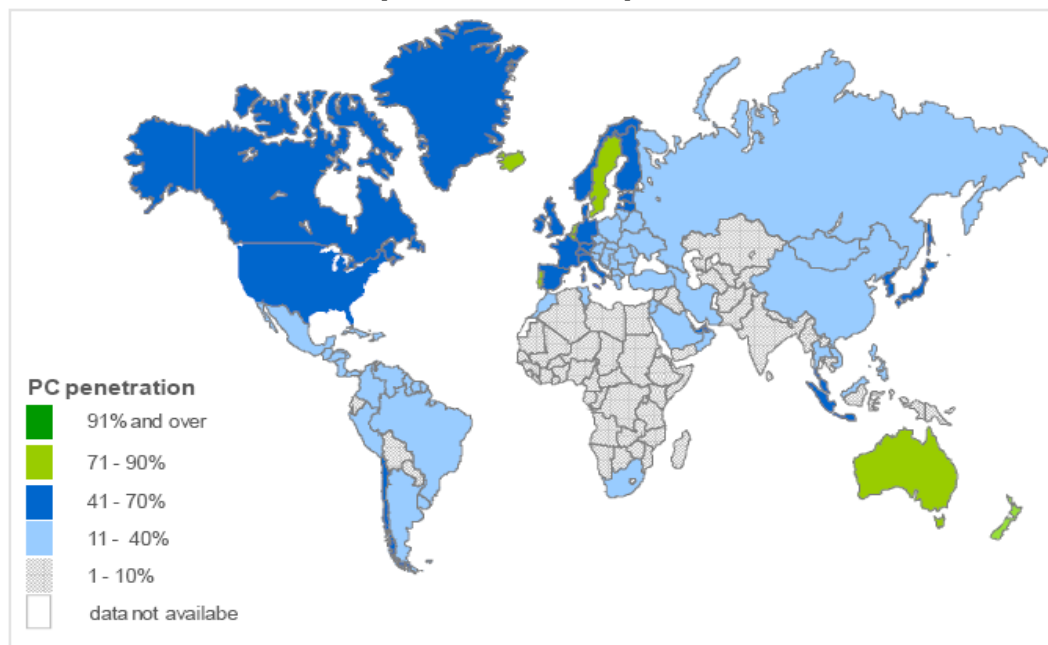 PC penetration
91% and over
71 - 90%
41 - 70%
11 - 40%
1 - 10%
data not availabe